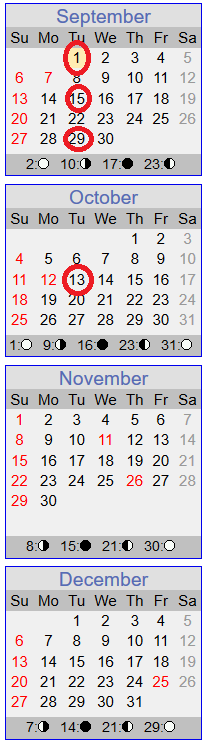 September
Su Mo Tu We Th Fr Sa
1 2 3 4 5
6 7 8 9 10 11 12
13 14 15 16 17 18 19
20 21 22 23 24 25 26
27 28 29 30
2:🌕 10:🌗 17:🌑 23:🌓
October
Su Mo Tu We Th Fr Sa
1 2 3
4 5 6 7 8 9 10
11 12 13 14 15 16 17
18 19 20 21 22 23 24
25 26 27 28 29 30 31
1:🌕 9:🌗 16:🌑 23:🌓 31:🌕
November
Su Mo Tu We Th Fr Sa
1 2 3 4 5 6 7
8 9 10 11 12 13 14
15 16 17 18 19 20 21
22 23 24 25 26 27 28
29 30
8:🌗 15:🌑 21:🌓 30:🌕
December
Su Mo Tu We Th Fr Sa
1 2 3 4 5
6 7 8 9 10 11 12
13 14 15 16 17 18 19
20 21 22 23 24 25 26
27 28 29 30 31
7:🌗 14:🌑 21:🌓 29:🌕